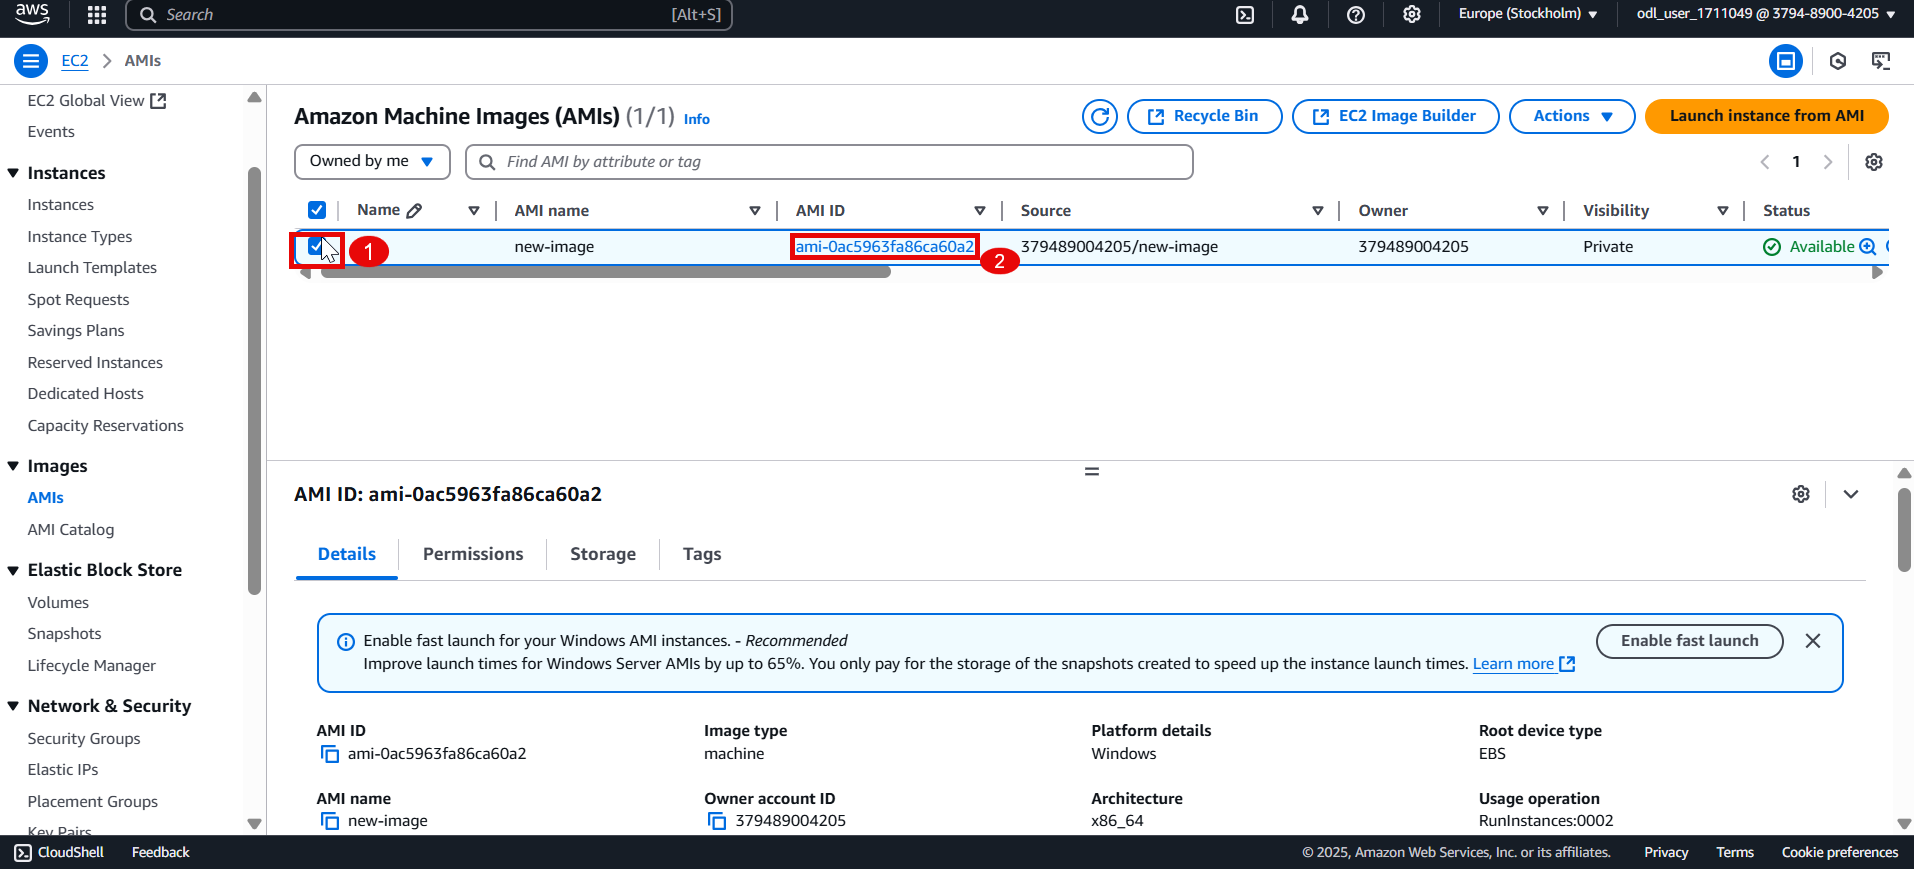 aws
Search
[Alt+S]
Europe (Stockholm)
odl_user_1711049 @ 3794-8900-4205
EC2
AMIs
EC2 Global View
Events
Instances
Instances
Instance Types
Launch Templates
Spot Requests
Savings Plans
Reserved Instances
Dedicated Hosts
Capacity Reservations
Images
AMIs
AMI Catalog
Elastic Block Store
Volumes
Snapshots
Lifecycle Manager
Network & Security
Security Groups
Elastic IPs
Placement Groups
Key Pairs
Amazon Machine Images (AMIs) (1/1) Info
Recycle Bin
EC2 Image Builder
Actions
Launch instance from AMI
Owned by me
Find AMI by attribute or tag
1
Name
AMI name
AMI ID
Source
Owner
Visibility
Status
1
new-image
ami-0ac5963fa86ca60a2
2
379489004205/new-image
379489004205
Private
Available
AMI ID: ami-0ac5963fa86ca60a2
Details
Permissions
Storage
Tags
Enable fast launch for your Windows AMI instances. - Recommended
Improve launch times for Windows Server AMIs by up to 65%. You only pay for the storage of the snapshots created to speed up the instance launch times. Learn more
Enable fast launch
AMI ID
ami-0ac5963fa86ca60a2
Image type
machine
Platform details
Windows
Root device type
EBS
AMI name
new-image
Owner account ID
379489004205
Architecture
x86_64
Usage operation
RunInstances:0002
CloudShell
Feedback
© 2025, Amazon Web Services, Inc. or its affiliates.
Privacy
Terms
Cookie preferences